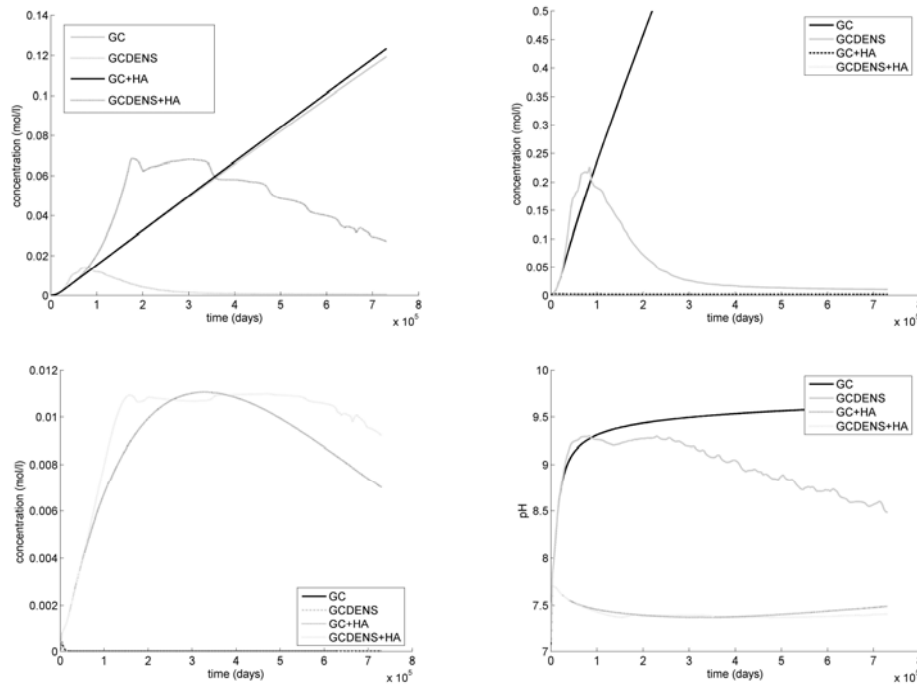 0.14
0.12
0.10
0.08
0.06
0.04
0.02
0
concentration (mol/l)
GC
GCDENS
GC+HA
GCDENS+HA
0 1 2 3 4 5 6 7 8
time (days)
x 10⁵
0.5
0.45
0.4
0.35
0.3
0.25
0.2
0.15
0.1
0.05
0
concentration (mol/l)
GC
GCDENS
GC+HA
GCDENS+HA
0 1 2 3 4 5 6 7 8
time (days)
x 10⁵
0.012
0.01
0.008
0.006
0.004
0.002
0
concentration (mol/l)
GC
GCDENS
GC+HA
GCDENS+HA
0 1 2 3 4 5 6 7 8
time (days)
x 10⁵
10
9.5
9
8.5
8
7.5
7
pH
GC
GCDENS
GC+HA
GCDENS+HA
0 1 2 3 4 5 6 7 8
time (days)
x 10⁵